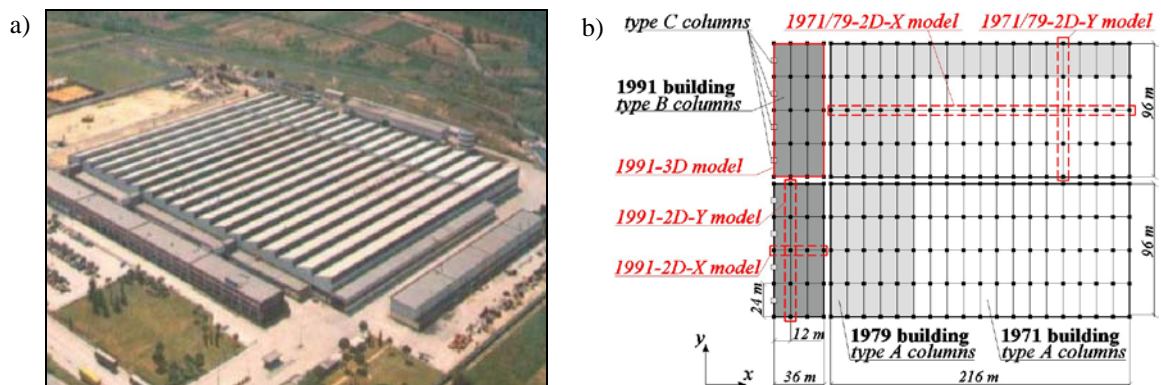 a)
b)
type C columns
1971/79-2D-X model
1971/79-2D-Y model
1991 building
type B columns
1991-3D model
1991-2D-Y model
1991-2D-X model
96 m
96 m
24 m
12 m
1979 building
type A columns
1971 building
type A columns
y
x
36 m
216 m